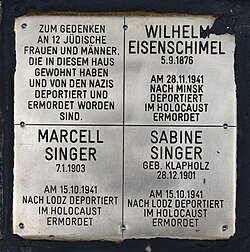 ZUM GEDENKEN
AN 12 JÜDISCHE
FRAUEN UND MÄNNER,
DIE IN DIESEM HAUS
GEWOHNT HABEN
UND VON DEN NAZIS
DEPORTIERT UND
ERMORDET WORDEN
SIND.
WILHELM
EISENSCHIMEL
5.9.1876
AM 28.11.1941
NACH MINSK
DEPORTIERT
IM HOLOCAUST
ERMORDET
MARCELL
SINGER
7.1.1903
AM 15.10.1941
NACH LODZ DEPORTIERT
IM HOLOCAUST
ERMORDET
SABINE
SINGER
GEB. KLAPHOLZ
28.12.1901
AM 15.10.1941
NACH LODZ DEPORTIERT
IM HOLOCAUST
ERMORDET